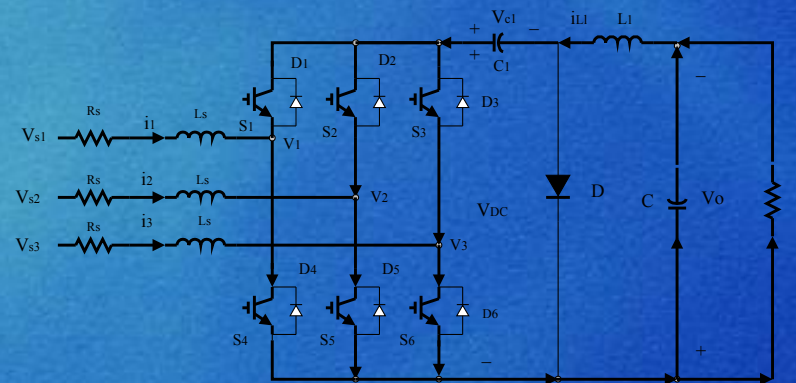 + Vc1 − iL1 L1
+ C1
D1 D2 D3
Rs Ls S1 S2 S3 −
Vs1 i1 V1
Rs Ls
Vs2 i2 V2 D C Vo
Rs Ls VDC
Vs3 i3 V3
D4 D5 D6
S4 S5 S6
− +